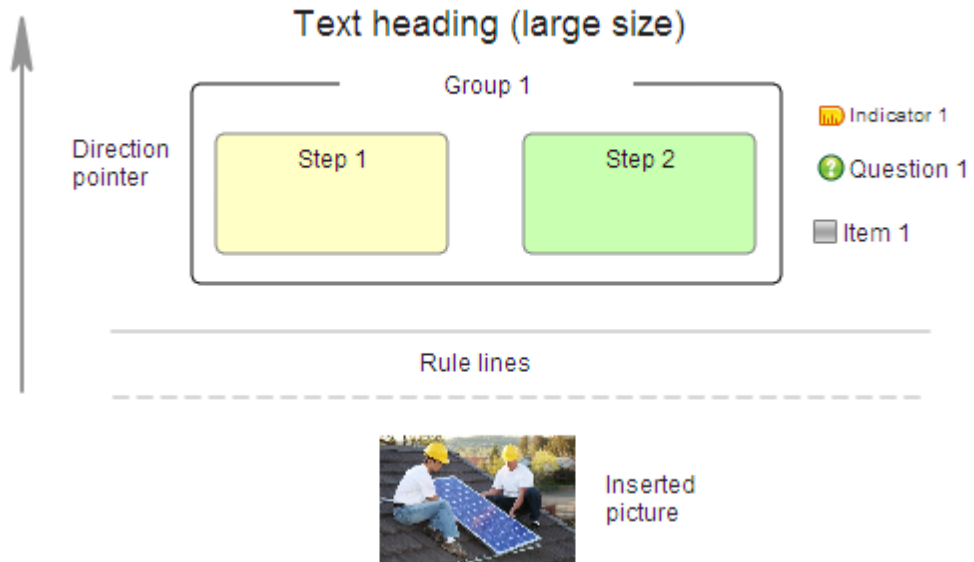 Text heading (large size)
Group 1
Direction
pointer
Step 1
Step 2
Indicator 1
Question 1
Item 1
Rule lines
Inserted
picture